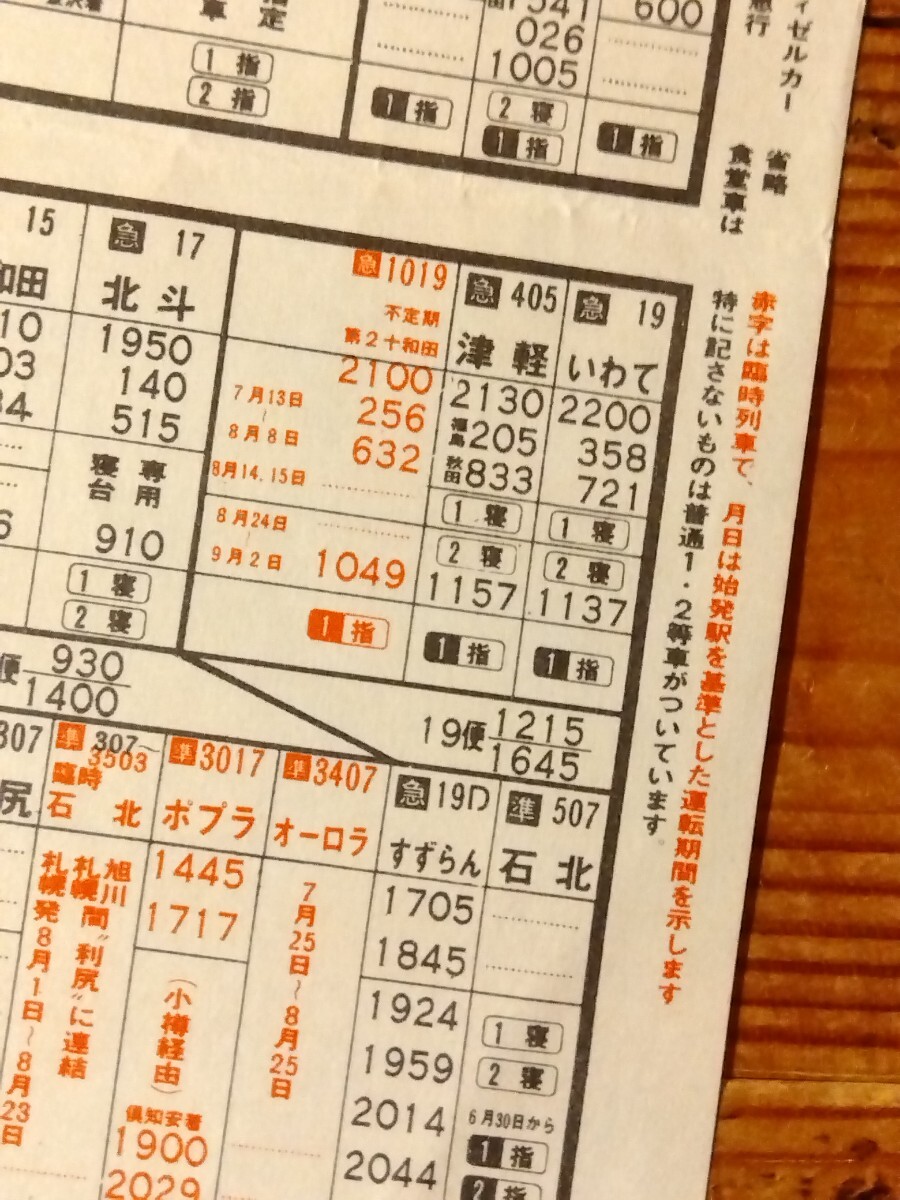 指定
車
1 指
2 指
1 指
541
026
1005
2 寝
1 指
600
1 指
ィゼルカー 省略
急行 食堂車は
15
和田
急 17
北斗
1950
140
515
寝台専用
910
1 寝
2 寝
急1019
不定期
第2十和田
2100
7月13日
～
8月8日
256
632
8月14.15日
8月24日
～
9月2日
1049
1 指
急 405
津軽
2130
福島205
秋田833
1 寝
2 寝
1157
1 指
急 19
いわて
2200
358
721
1 寝
2 寝
1137
1 指
便 930
1400
19便 1215
1645
赤字は臨時列車で、月日は始発駅を基準とした運転期間を示します
特に記さないものは普通1・2等車がついています。
307
尻
準 307～
3503
臨時
石北
旭川
札幌間“利尻”に連結
札幌発8月1日～8月23日
準3017
ポプラ
1445
1717
（小樽経由）
倶知安着
1900
2029
準3407
オーロラ
7月25日～8月25日
急19D
すずらん
1705
1845
1924
1959
2014
2044
準 507
石北
1 寝
2 寝
6月30日から
1 指
2 指